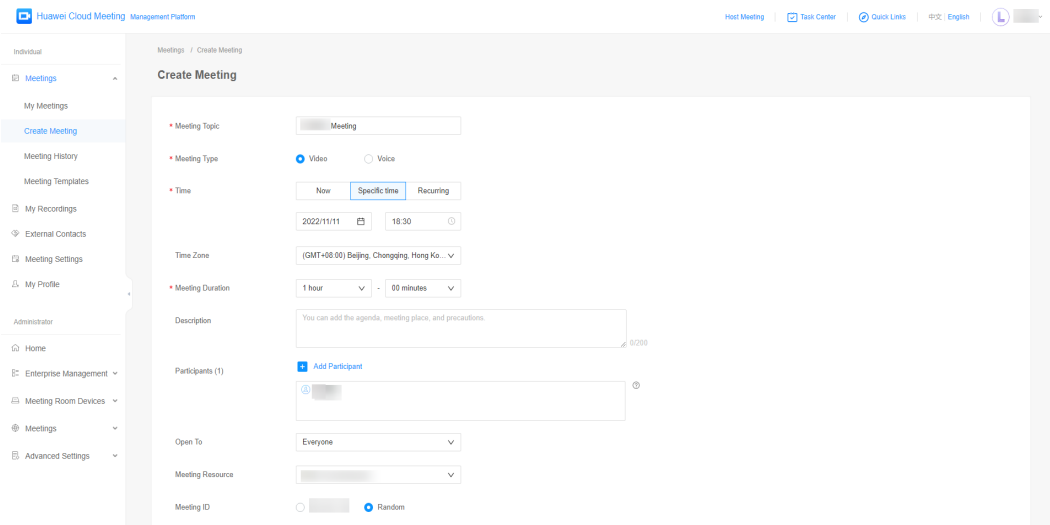 Huawei Cloud Meeting Management Platform
Host Meeting
Task Center
Quick Links
中文 English
L
Individual
Meetings
My Meetings
Create Meeting
Meeting History
Meeting Templates
My Recordings
External Contacts
Meeting Settings
My Profile
Administrator
Home
Enterprise Management
Meeting Room Devices
Meetings
Advanced Settings
Meetings / Create Meeting
Create Meeting
* Meeting Topic
Meeting
* Meeting Type
Video
Voice
* Time
Now
Specific time
Recurring
2022/11/11
18:30
Time Zone
(GMT+08:00) Beijing, Chongqing, Hong Ko...
* Meeting Duration
1 hour
-
00 minutes
Description
You can add the agenda, meeting place, and precautions.
0/200
Participants (1)
+ Add Participant
Open To
Everyone
Meeting Resource
Meeting ID
Random